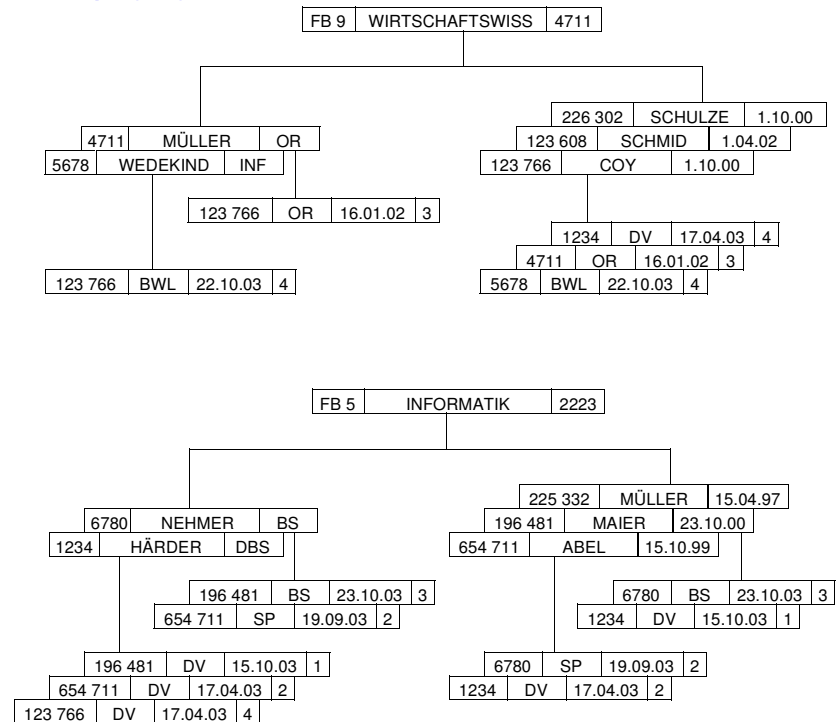 FB 9 WIRTSCHAFTSWISS 4711
226 302 SCHULZE 1.10.00
4711 MÜLLER OR
123 608 SCHMID 1.04.02
5678 WEDEKIND INF
123 766 COY 1.10.00
123 766 OR 16.01.02 3
1234 DV 17.04.03 4
4711 OR 16.01.02 3
123 766 BWL 22.10.03 4
5678 BWL 22.10.03 4
FB 5 INFORMATIK 2223
225 332 MÜLLER 15.04.97
6780 NEHMER BS
196 481 MAIER 23.10.00
1234 HÄRDER DBS
654 711 ABEL 15.10.99
196 481 BS 23.10.03 3
6780 BS 23.10.03 3
654 711 SP 19.09.03 2
1234 DV 15.10.03 1
196 481 DV 15.10.03 1
6780 SP 19.09.03 2
654 711 DV 17.04.03 2
1234 DV 17.04.03 2
123 766 DV 17.04.03 4